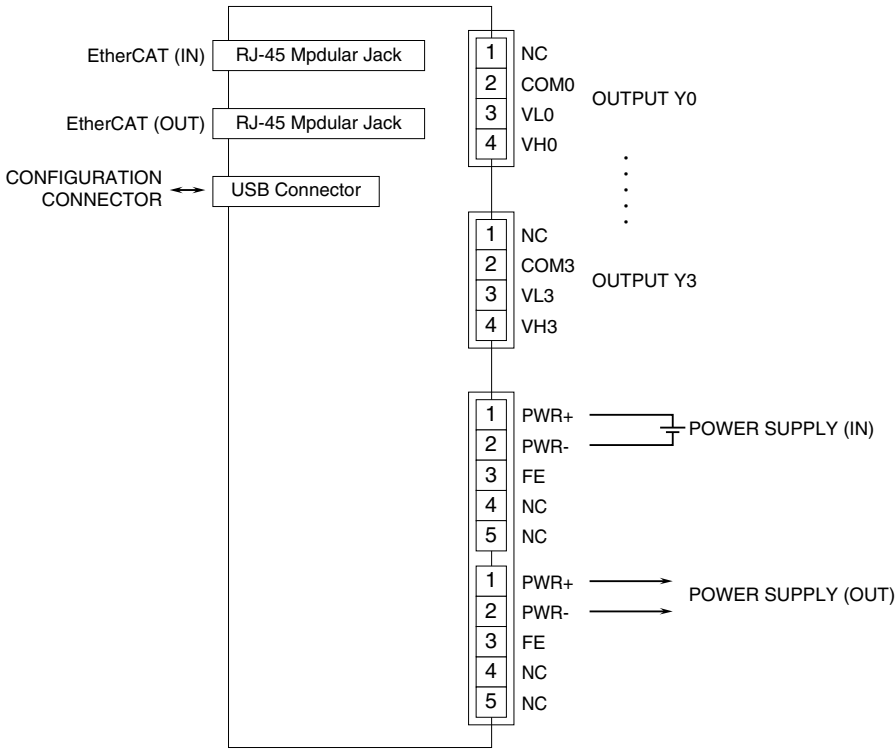 EtherCAT (IN)
RJ-45 Mpdular Jack
EtherCAT (OUT)
RJ-45 Mpdular Jack
CONFIGURATION
CONNECTOR
USB Connector
1 NC
2 COM0
3 VL0
4 VH0
OUTPUT Y0
1 NC
2 COM3
3 VL3
4 VH3
OUTPUT Y3
1 PWR+
2 PWR-
3 FE
4 NC
5 NC
POWER SUPPLY (IN)
1 PWR+
2 PWR-
3 FE
4 NC
5 NC
POWER SUPPLY (OUT)